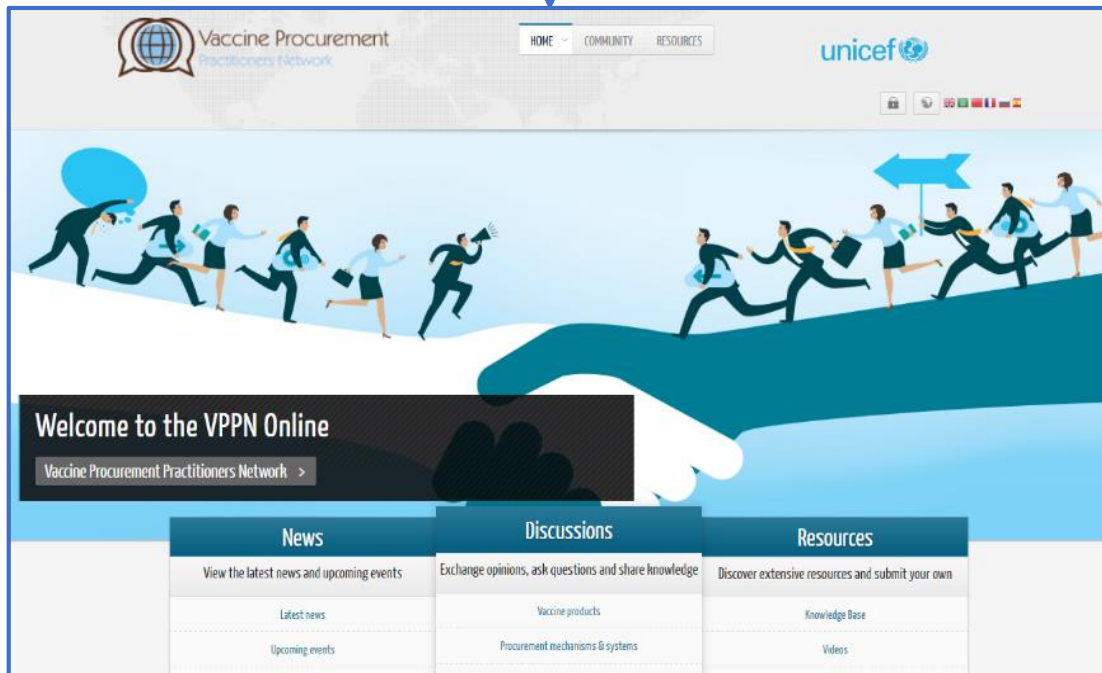 Vaccine Procurement
Practitioners Network
HOME
COMMUNITY
RESOURCES
unicef
Welcome to the VPPN Online
Vaccine Procurement Practitioners Network >
News
View the latest news and upcoming events
Latest news
Upcoming events
Discussions
Exchange opinions, ask questions and share knowledge
Vaccine products
Procurement mechanisms & systems
Resources
Discover extensive resources and submit your own
Knowledge Base
Videos